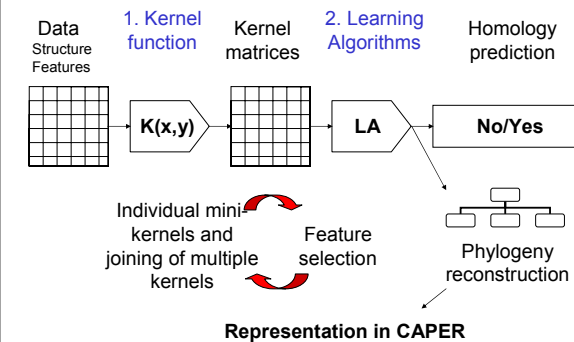 Data
Structure
Features
1. Kernel
function
Kernel
matrices
2. Learning
Algorithms
Homology
prediction
K(x,y)
LA
No/Yes
Individual mini-
kernels and
joining of multiple
kernels
Feature
selection
Phylogeny
reconstruction
Representation in CAPER